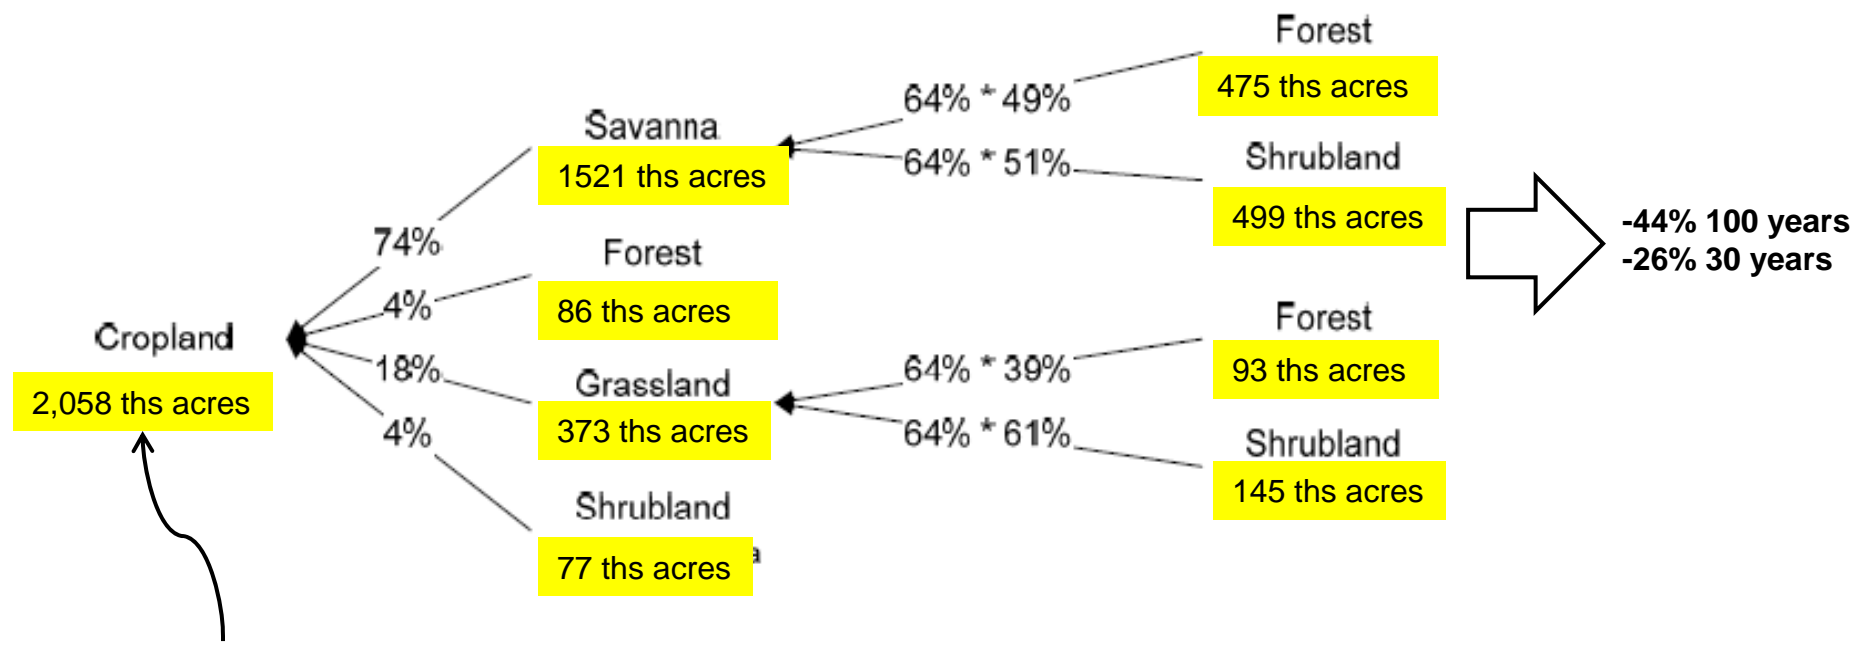 Forest
475 ths acres
64% * 49%
Savanna
1521 ths acres
64% * 51%
Shrubland
499 ths acres
-44% 100 years
-26% 30 years
74%
Forest
86 ths acres
4%
Cropland
2,058 ths acres
18%
Grassland
373 ths acres
64% * 39%
Forest
93 ths acres
64% * 61%
Shrubland
145 ths acres
4%
Shrubland
77 ths acres